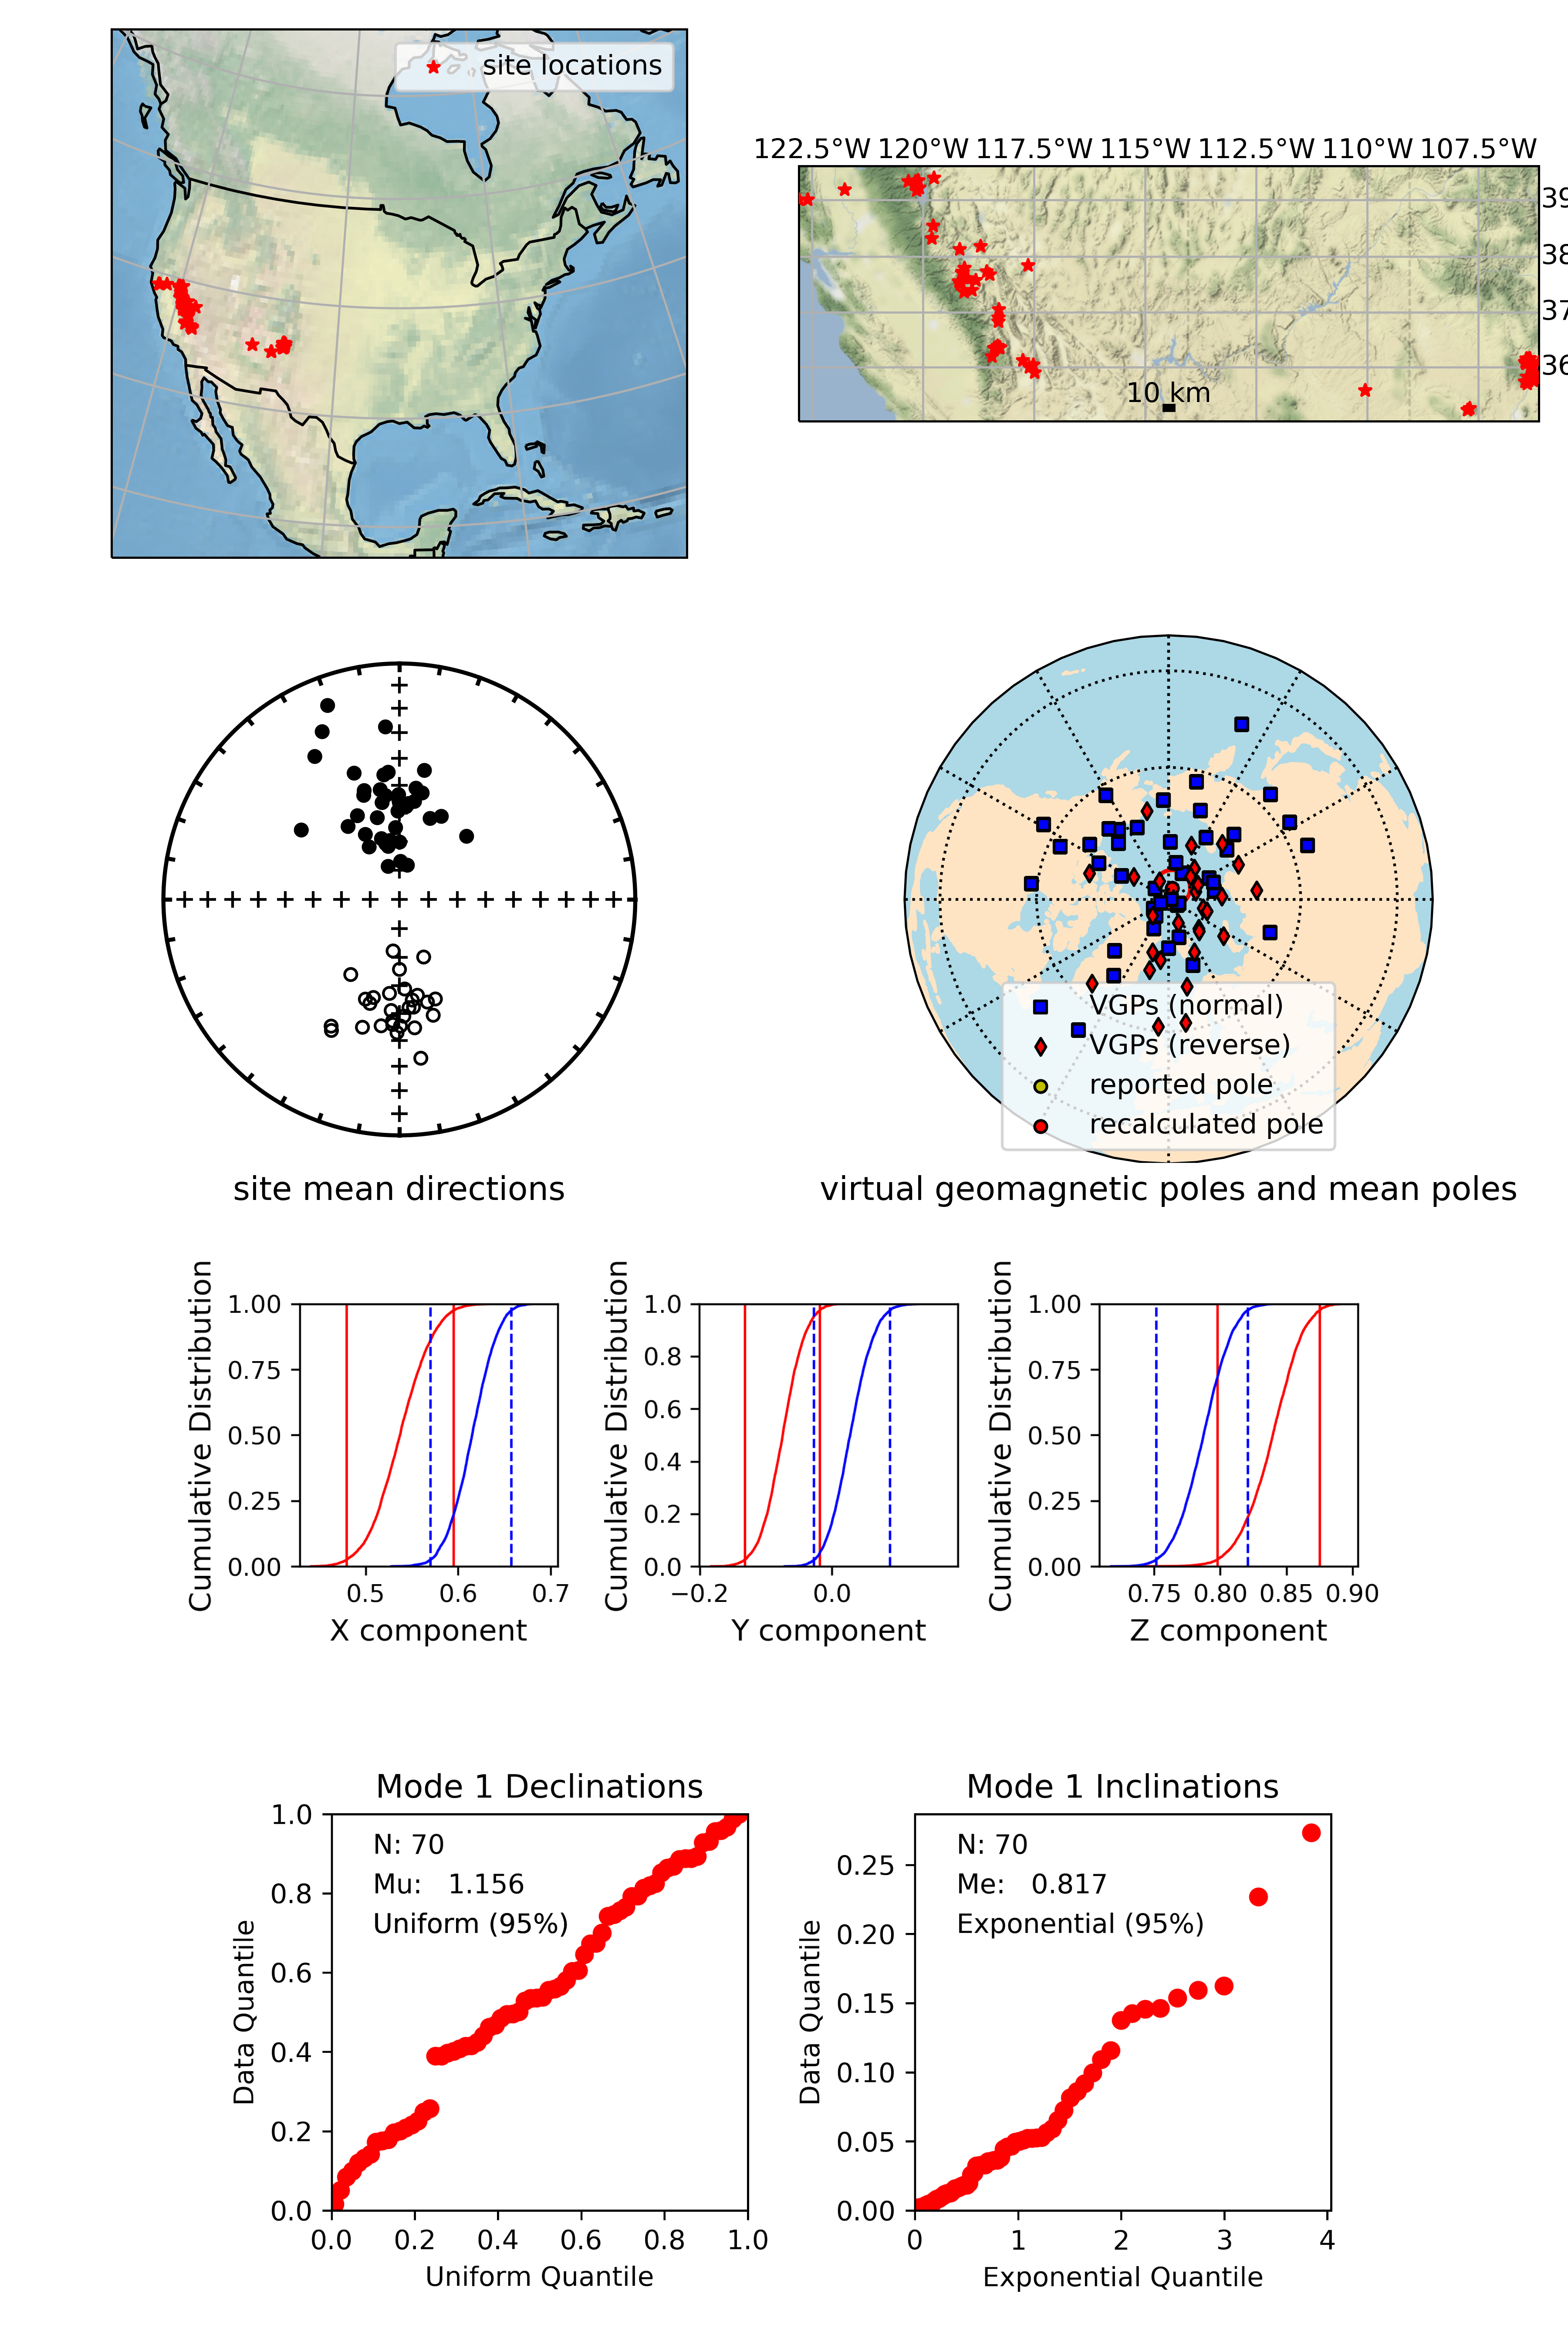 site locations
122.5°W 120°W 117.5°W 115°W 112.5°W 110°W 107.5°W
39
38
37
36
10 km
VGPs (normal)
VGPs (reverse)
reported pole
recalculated pole
site mean directions
virtual geomagnetic poles and mean poles
Cumulative Distribution
1.00
0.75
0.50
0.25
0.00
0.5 0.6 0.7
X component
Cumulative Distribution
1.0
0.8
0.6
0.4
0.2
0.0
−0.2 0.0
Y component
Cumulative Distribution
1.00
0.75
0.50
0.25
0.00
0.75 0.80 0.85 0.90
Z component
Mode 1 Declinations
N: 70
Mu: 1.156
Uniform (95%)
Data Quantile
1.0
0.8
0.6
0.4
0.2
0.0
0.0 0.2 0.4 0.6 0.8 1.0
Uniform Quantile
Mode 1 Inclinations
N: 70
Me: 0.817
Exponential (95%)
Data Quantile
0.25
0.20
0.15
0.10
0.05
0.00
0 1 2 3 4
Exponential Quantile